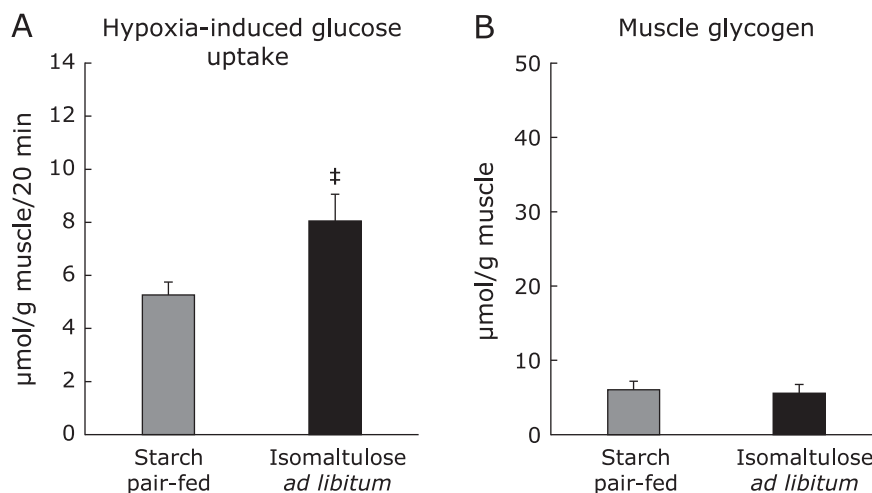 A
Hypoxia-induced glucose
uptake
14
12
10
8
6
4
2
0
μmol/g muscle/20 min
‡
Starch
pair-fed
Isomaltulose
ad libitum
B
Muscle glycogen
50
40
30
20
10
0
μmol/g muscle
Starch
pair-fed
Isomaltulose
ad libitum